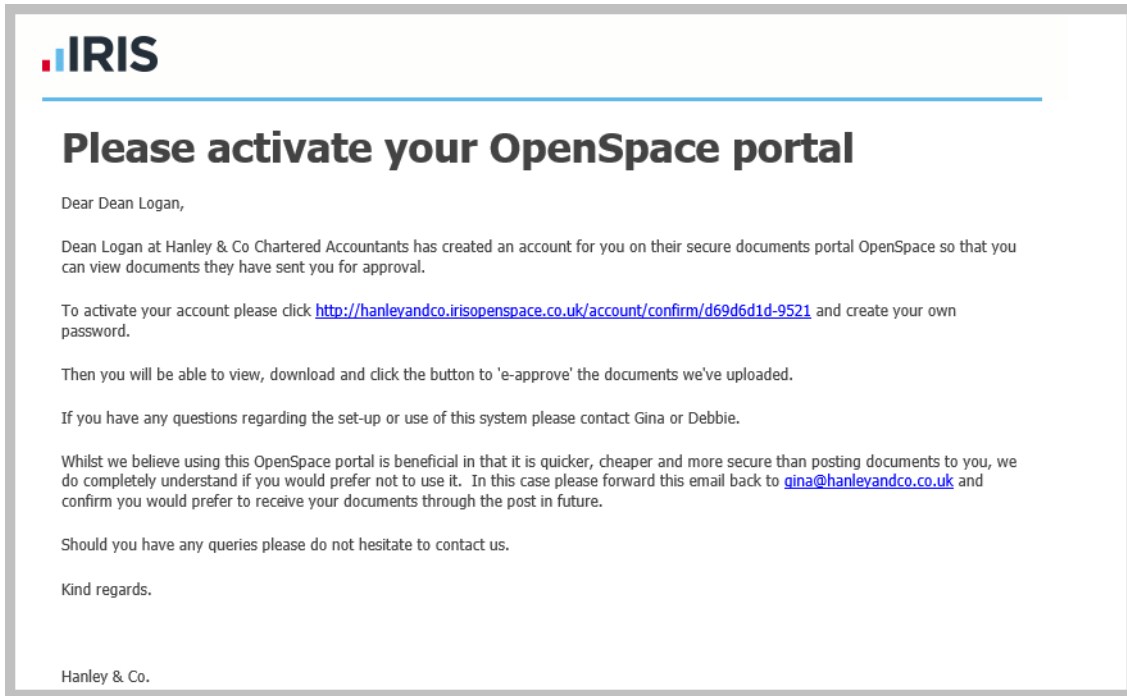 IRIS
Please activate your OpenSpace portal
Dear Dean Logan,
Dean Logan at Hanley & Co Chartered Accountants has created an account for you on their secure documents portal OpenSpace so that you
can view documents they have sent you for approval.
To activate your account please click http://hanleyandco.irisopenspace.co.uk/account/confirm/d69d6d1d-9521 and create your own
password.
Then you will be able to view, download and click the button to 'e-approve' the documents we've uploaded.
If you have any questions regarding the set-up or use of this system please contact Gina or Debbie.
Whilst we believe using this OpenSpace portal is beneficial in that it is quicker, cheaper and more secure than posting documents to you, we
do completely understand if you would prefer not to use it.  In this case please forward this email back to gina@hanleyandco.co.uk and
confirm you would prefer to receive your documents through the post in future.
Should you have any queries please do not hesitate to contact us.
Kind regards.
Hanley & Co.